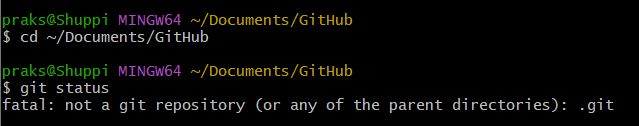 praks@Shuppi MINGW64 ~/Documents/GitHub
$ cd ~/Documents/GitHub
praks@Shuppi MINGW64 ~/Documents/GitHub
$ git status
fatal: not a git repository (or any of the parent directories): .git